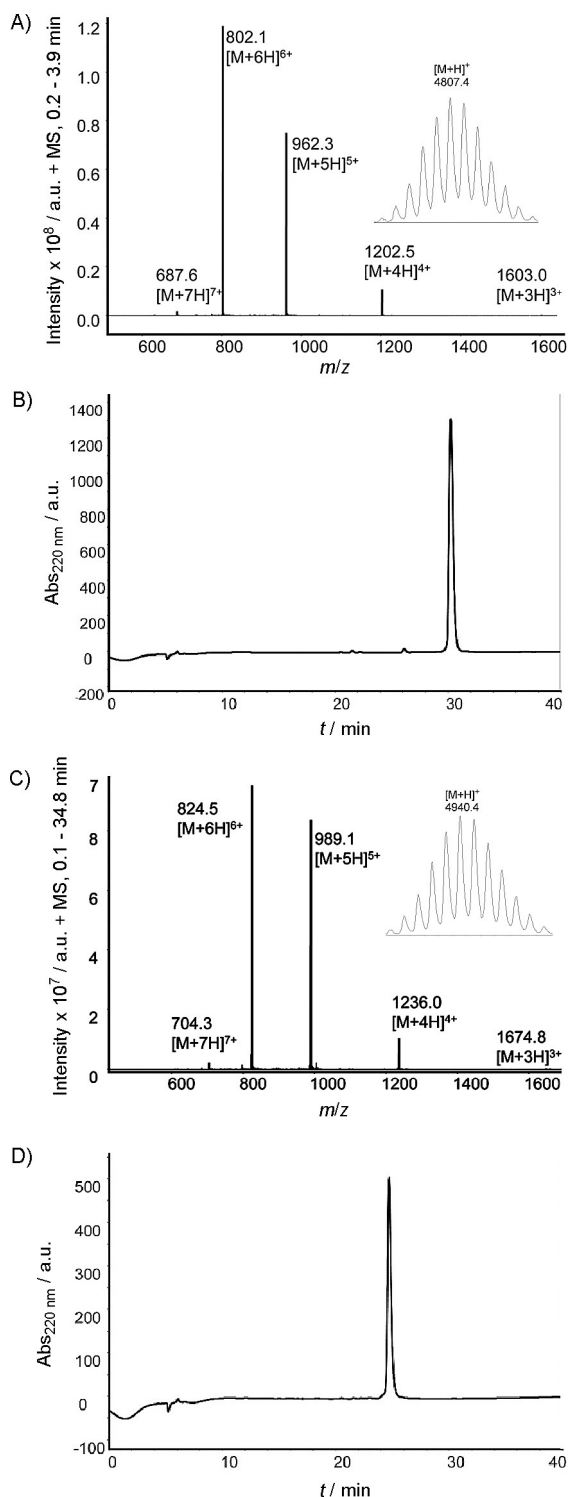 A)
Intensity x 10⁸ / a.u. + MS, 0.2 - 3.9 min
1.2
1.0
0.8
0.6
0.4
0.2
0.0
802.1
[M+6H]⁶⁺
962.3
[M+5H]⁵⁺
[M+H]⁺
4807.4
687.6
[M+7H]⁷⁺
1202.5
[M+4H]⁴⁺
1603.0
[M+3H]³⁺
600 800 1000 1200 1400 1600
m/z
B)
Abs220 nm / a.u.
1400
1200
1000
800
600
400
200
0
-200
0 10 20 30 40
t / min
C)
Intensity x 10⁷ / a.u. + MS, 0.1 - 34.8 min
7
8
6
4
2
0
824.5
[M+6H]⁶⁺
989.1
[M+5H]⁵⁺
[M+H]⁺
4940.4
704.3
[M+7H]⁷⁺
1236.0
[M+4H]⁴⁺
1674.8
[M+3H]³⁺
600 800 1000 1200 1400 1600
m/z
D)
Abs220 nm / a.u.
500
400
300
200
100
0
-100
0 10 20 30 40
t / min